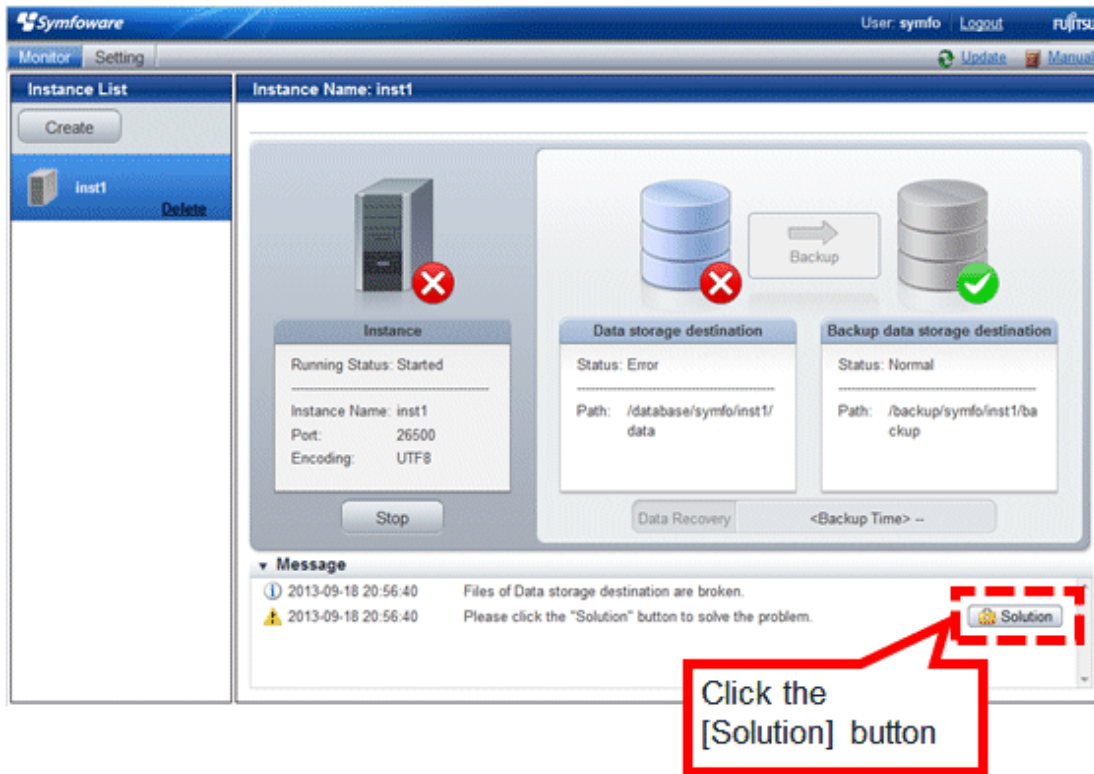 Symfoware
User: symfo Logout FUJITSU
Monitor Setting
Update Manual
Instance List
Instance Name: inst1
Create
inst1
Delete
Backup
Instance
Running Status: Started
Instance Name: inst1
Port: 26500
Encoding: UTF8
Stop
Data storage destination
Status: Error
Path: /database/symfo/inst1/
data
Backup data storage destination
Status: Normal
Path: /backup/symfo/inst1/ba
ckup
Data Recovery <Backup Time> --
Message
2013-09-18 20:56:40 Files of Data storage destination are broken.
2013-09-18 20:56:40 Please click the "Solution" button to solve the problem.
Solution
Click the
[Solution] button